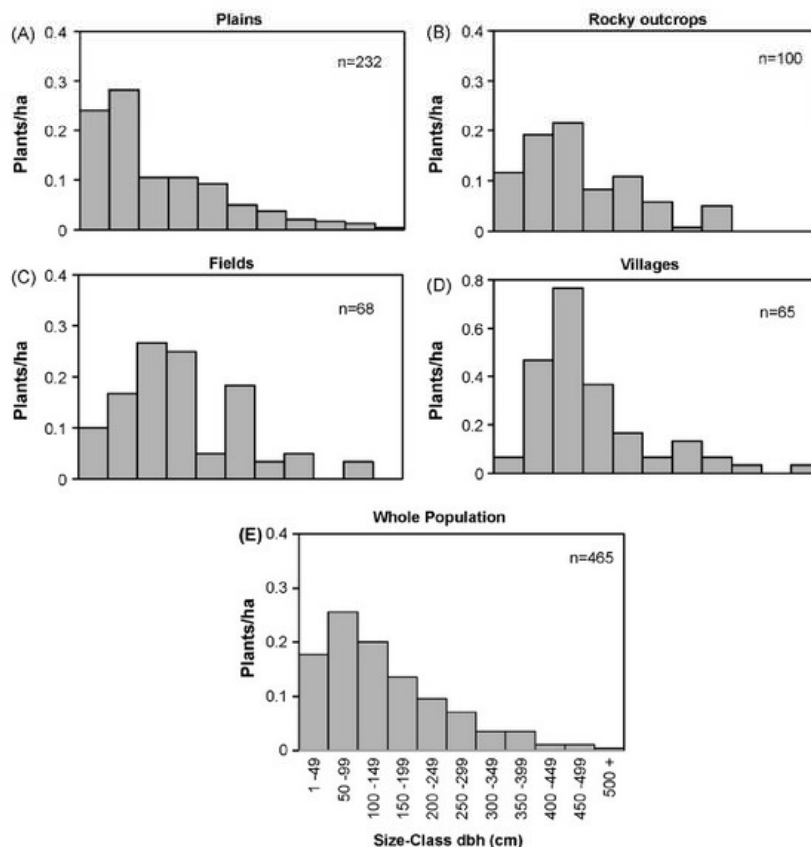 (A) Plains
0.4
n=232
0.3
Plants/ha
0.2
0.1
0
(B) Rocky outcrops
0.4
n=100
0.3
Plants/ha
0.2
0.1
0
(C) Fields
0.4
n=68
0.3
Plants/ha
0.2
0.1
0
(D) Villages
0.8
n=65
0.6
Plants/ha
0.4
0.2
0
Whole Population
(E) 0.4
n=465
0.3
Plants/ha
0.2
0.1
0
1 -49
50 -99
100 -149
150 -199
200 -249
250 -299
300 -349
350 -399
400 -449
450 -499
500 +
Size-Class dbh (cm)